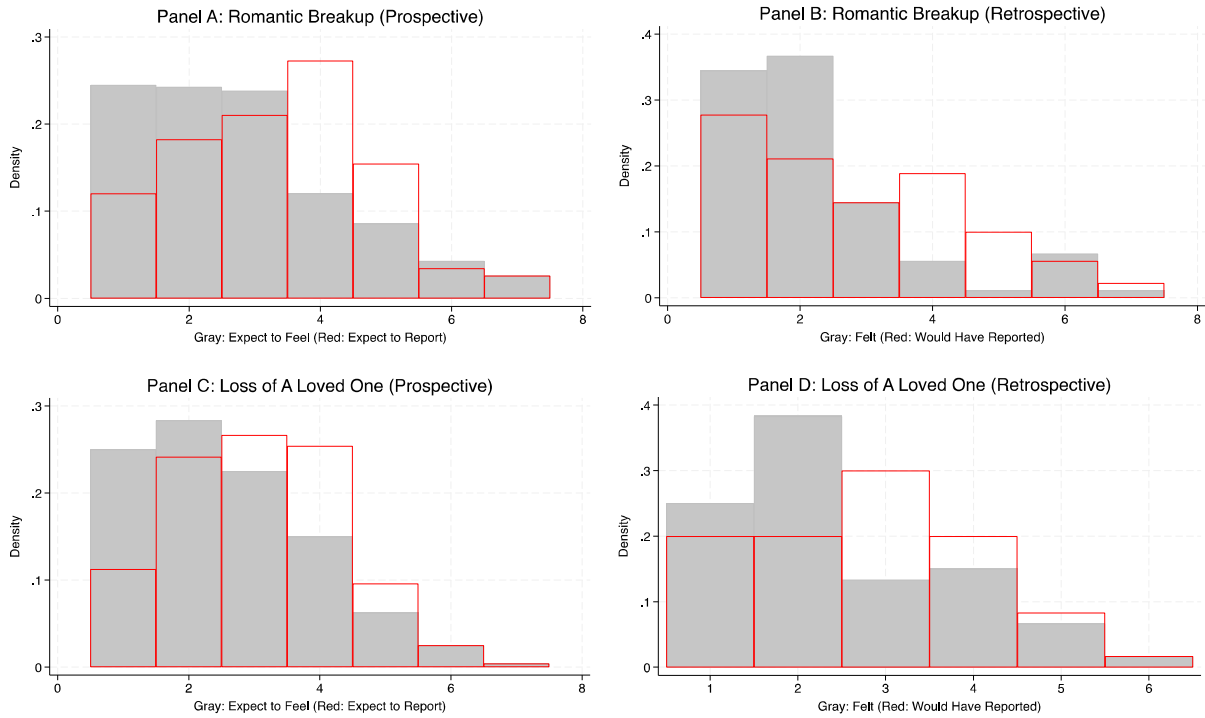 Panel A: Romantic Breakup (Prospective)
.3
.2
.1
0
Density
0 2 4 6 8
Gray: Expect to Feel (Red: Expect to Report)
Panel B: Romantic Breakup (Retrospective)
.4
.3
.2
.1
0
Density
0 2 4 6 8
Gray: Felt (Red: Would Have Reported)
Panel C: Loss of A Loved One (Prospective)
.3
.2
.1
0
Density
0 2 4 6 8
Gray: Expect to Feel (Red: Expect to Report)
Panel D: Loss of A Loved One (Retrospective)
.4
.3
.2
.1
0
Density
1 2 3 4 5 6
Gray: Felt (Red: Would Have Reported)